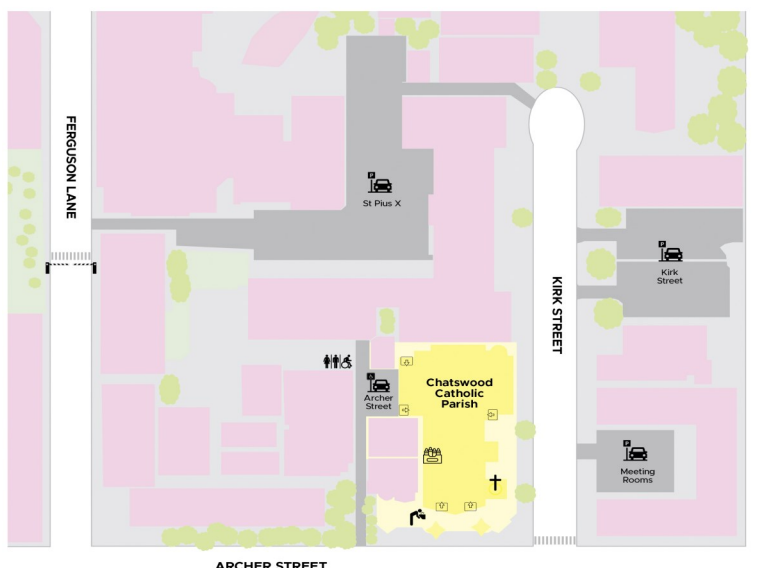 FERGUSON LANE
P
St Pius X
KIRK STREET
P
Kirk
Street
Archer
Street
Chatswood
Catholic
Parish
P
Meeting
Rooms
ARCHER STREET